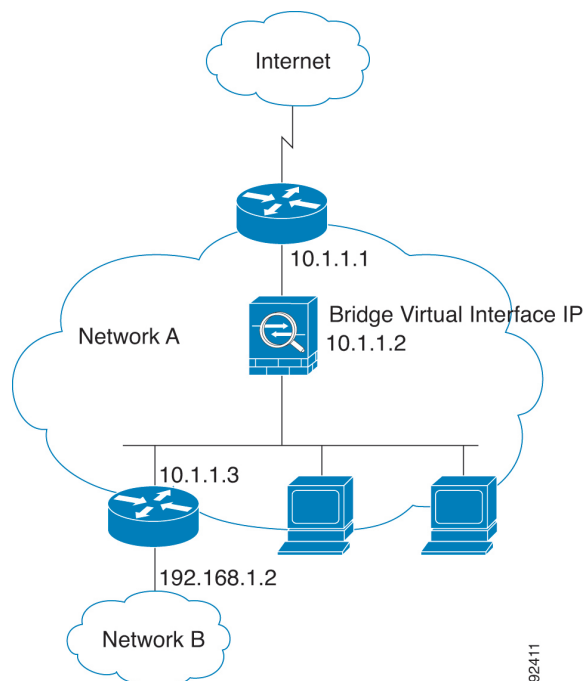 Internet
10.1.1.1
Bridge Virtual Interface IP
Network A
10.1.1.2
10.1.1.3
192.168.1.2
Network B
92411